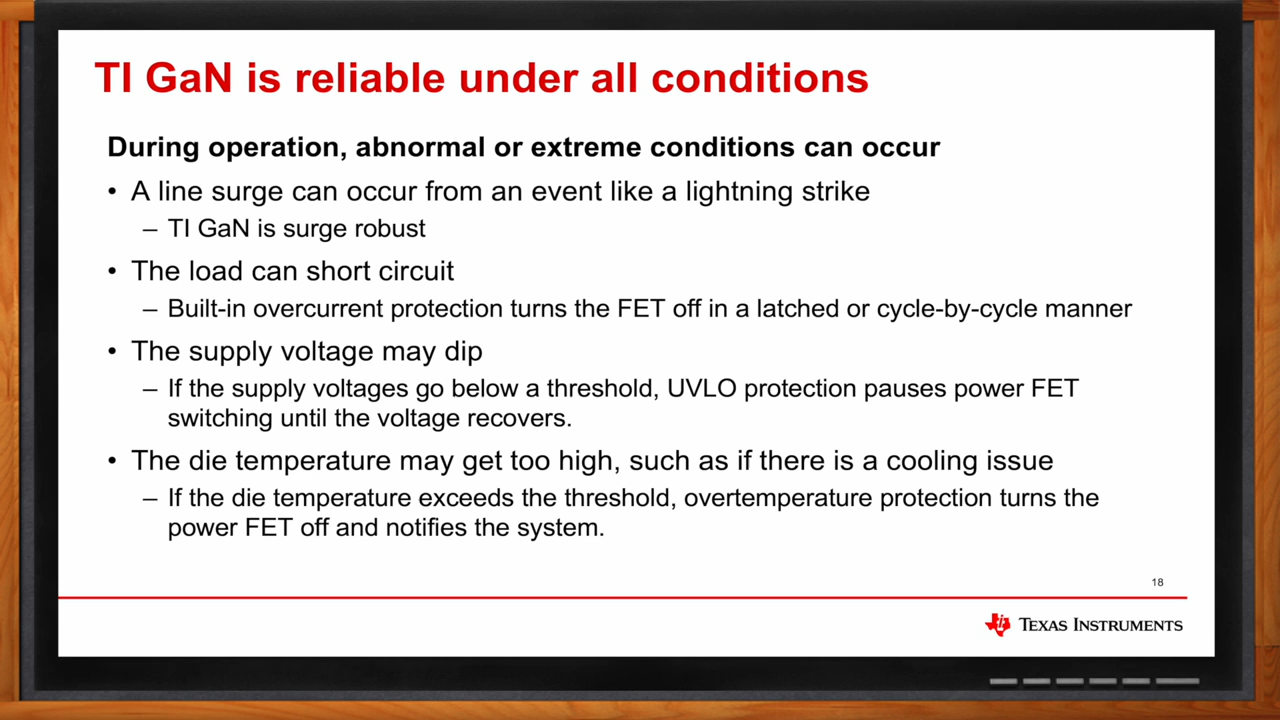 TI GaN is reliable under all conditions
During operation, abnormal or extreme conditions can occur
• A line surge can occur from an event like a lightning strike
– TI GaN is surge robust
• The load can short circuit
– Built-in overcurrent protection turns the FET off in a latched or cycle-by-cycle manner
• The supply voltage may dip
– If the supply voltages go below a threshold, UVLO protection pauses power FET
switching until the voltage recovers.
• The die temperature may get too high, such as if there is a cooling issue
– If the die temperature exceeds the threshold, overtemperature protection turns the
power FET off and notifies the system.
18
TEXAS INSTRUMENTS